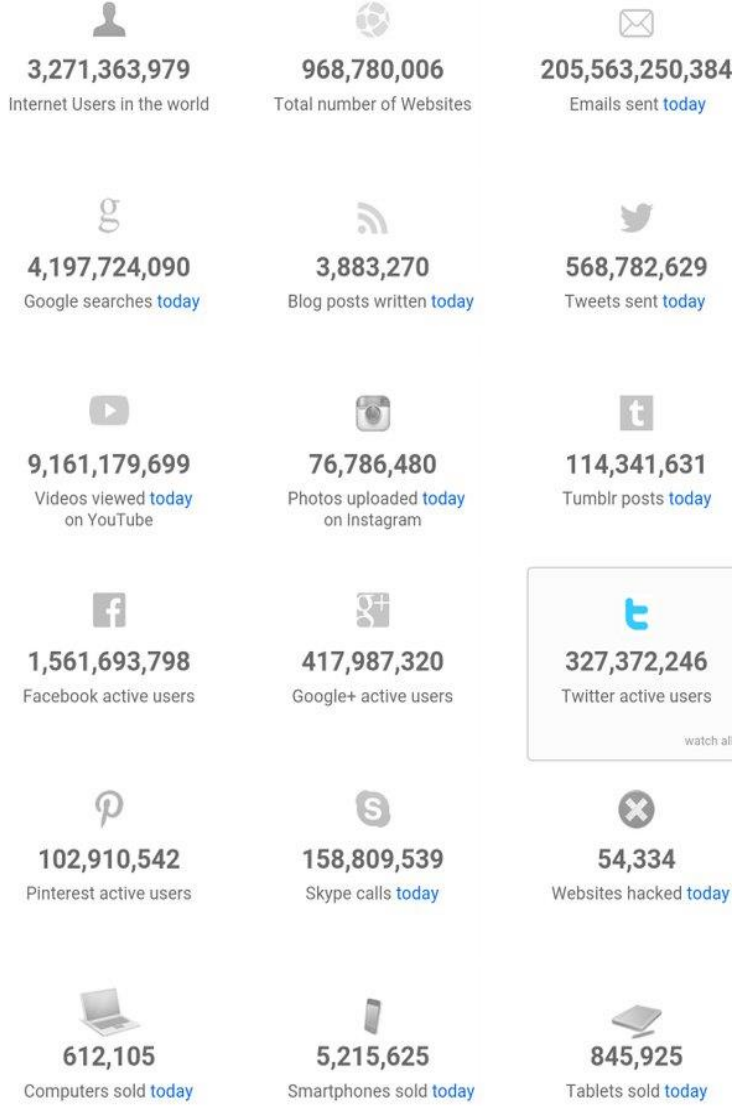 3,271,363,979
Internet Users in the world
968,780,006
Total number of Websites
205,563,250,384
Emails sent today
g
4,197,724,090
Google searches today
3,883,270
Blog posts written today
568,782,629
Tweets sent today
9,161,179,699
Videos viewed today
on YouTube
76,786,480
Photos uploaded today
on Instagram
t
114,341,631
Tumblr posts today
f
1,561,693,798
Facebook active users
g+
417,987,320
Google+ active users
t
327,372,246
Twitter active users
watch all
102,910,542
Pinterest active users
S
158,809,539
Skype calls today
54,334
Websites hacked today
612,105
Computers sold today
5,215,625
Smartphones sold today
845,925
Tablets sold today